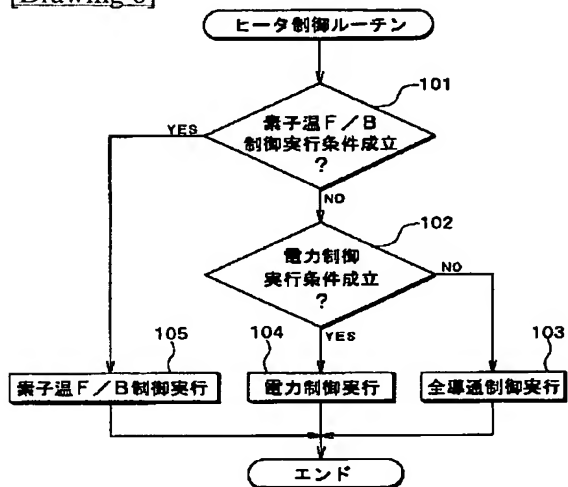 [Drawing 6]
ヒータ制御ルーチン
101
素子温F/B
制御実行条件成立
?
YES
NO
102
電力制御
実行条件成立
?
NO
YES
105
素子温F/B制御実行
104
電力制御実行
103
全導通制御実行
エンド